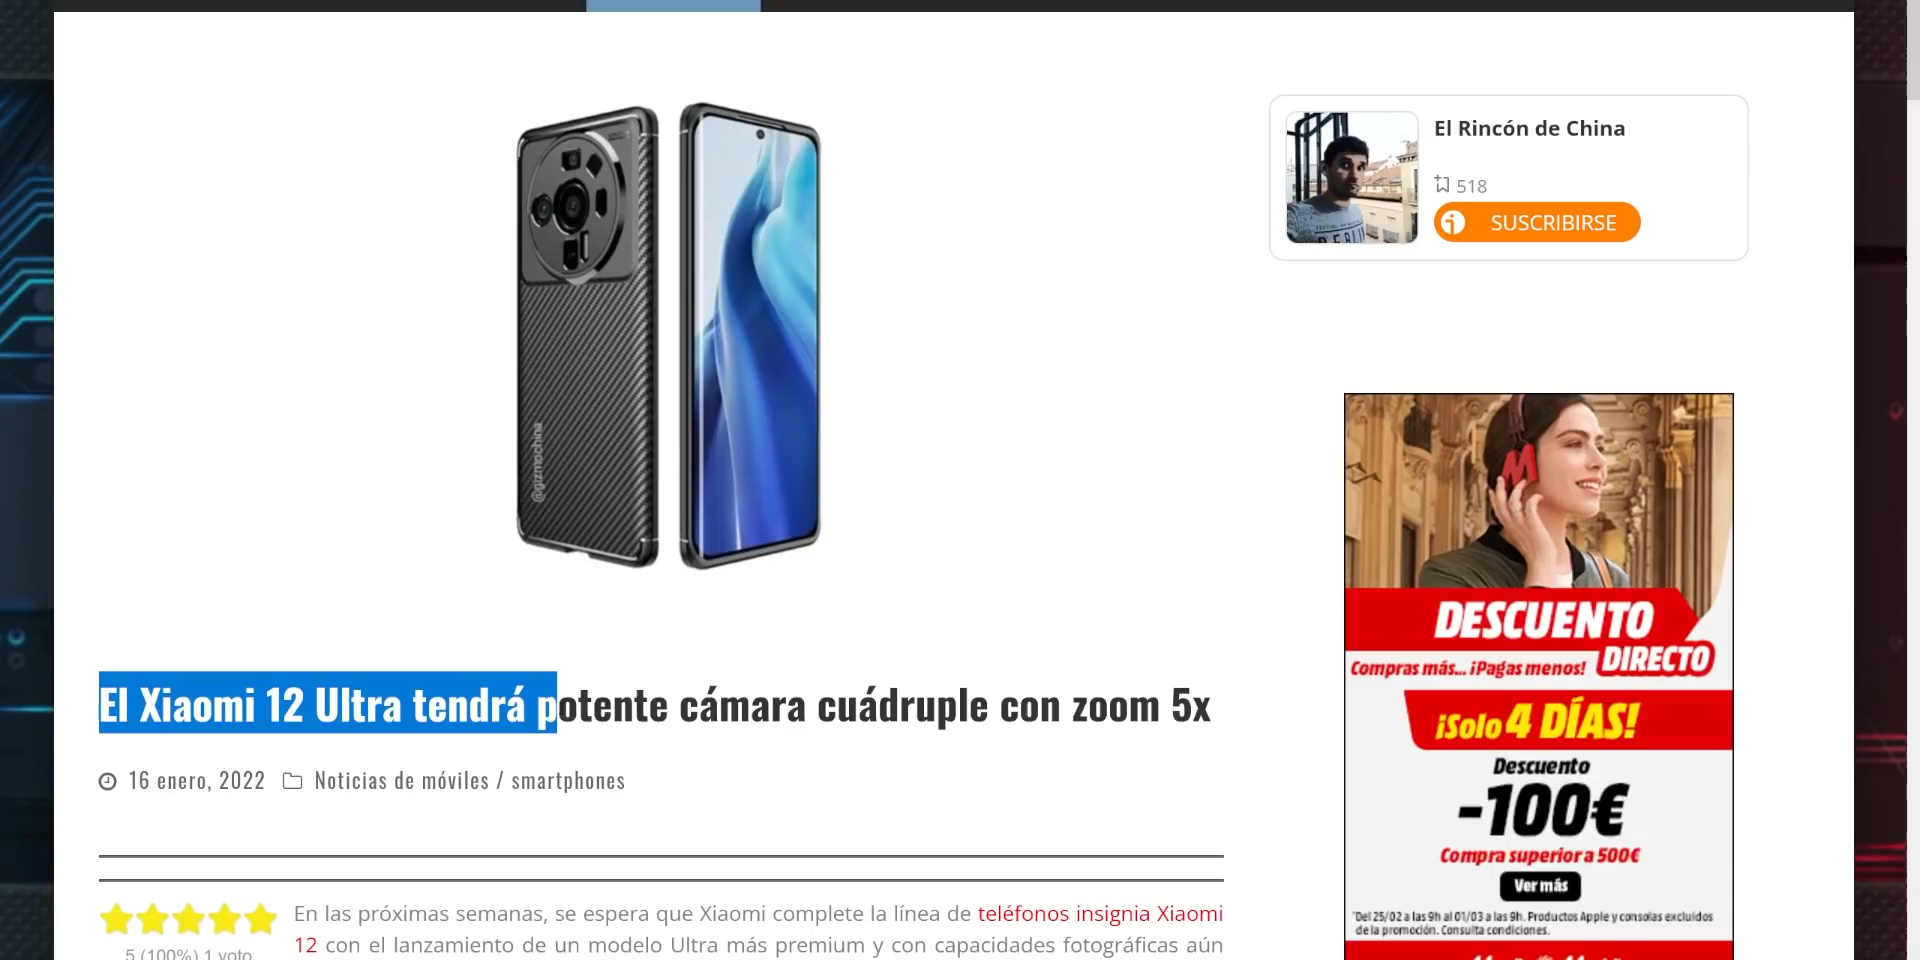 @gizmochina
El Rincón de China
518
SUSCRIBIRSE
El Xiaomi 12 Ultra tendrá potente cámara cuádruple con zoom 5x
16 enero, 2022 Noticias de móviles / smartphones
En las próximas semanas, se espera que Xiaomi complete la línea de teléfonos insignia Xiaomi
12 con el lanzamiento de un modelo Ultra más premium y con capacidades fotográficas aún
5 (100%) 1 voto
DESCUENTO
DIRECTO
Compras más... ¡Pagas menos!
¡Solo 4 DÍAS!
Descuento
-100€
Compra superior a 500€
Ver más
*Del 25/02 a las 9h al 01/03 a las 9h. Productos Apple y consolas excluidos
de la promoción. Consulta condiciones.